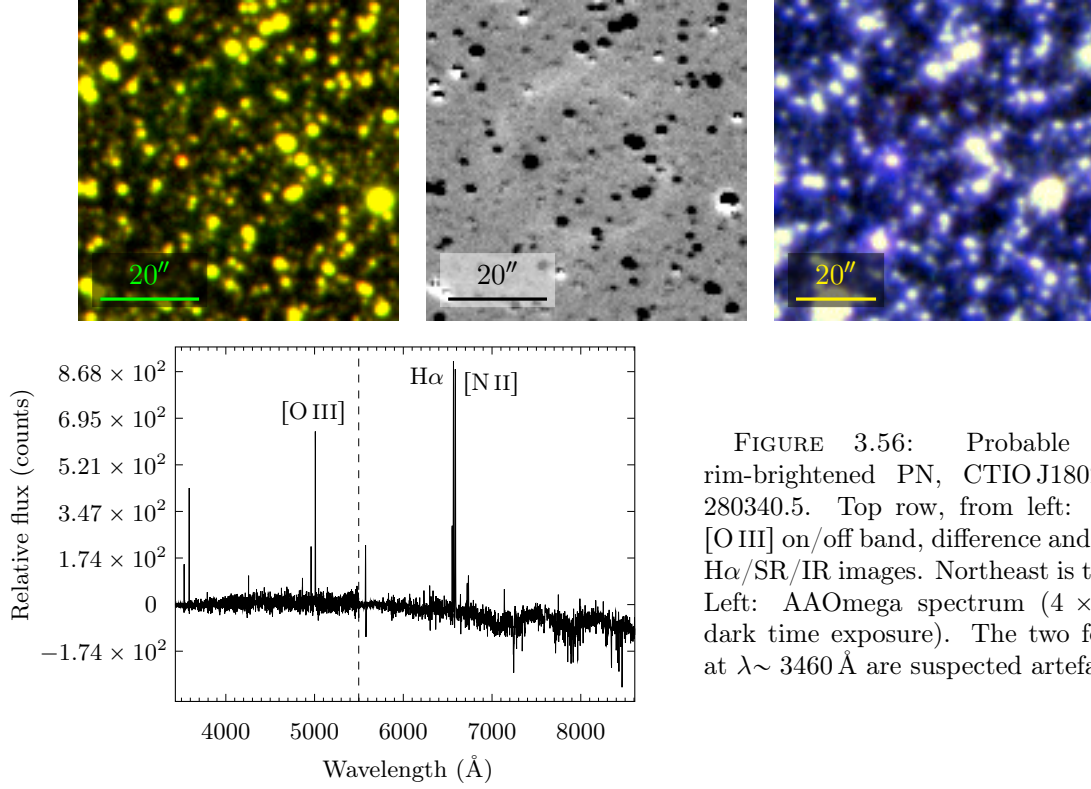 20″ 20″ 20″
8.68 × 10²
6.95 × 10²
5.21 × 10²
3.47 × 10²
1.74 × 10²
0
−1.74 × 10²
Relative flux (counts)
[O III]
Hα [N II]
4000 5000 6000 7000 8000
Wavelength (Å)
FIGURE 3.56: Probable
rim-brightened PN, CTIO J180
280340.5. Top row, from left:
[O III] on/off band, difference and
Hα/SR/IR images. Northeast is t
Left: AAOmega spectrum (4 ×
dark time exposure). The two fe
at λ∼ 3460 Å are suspected artefa